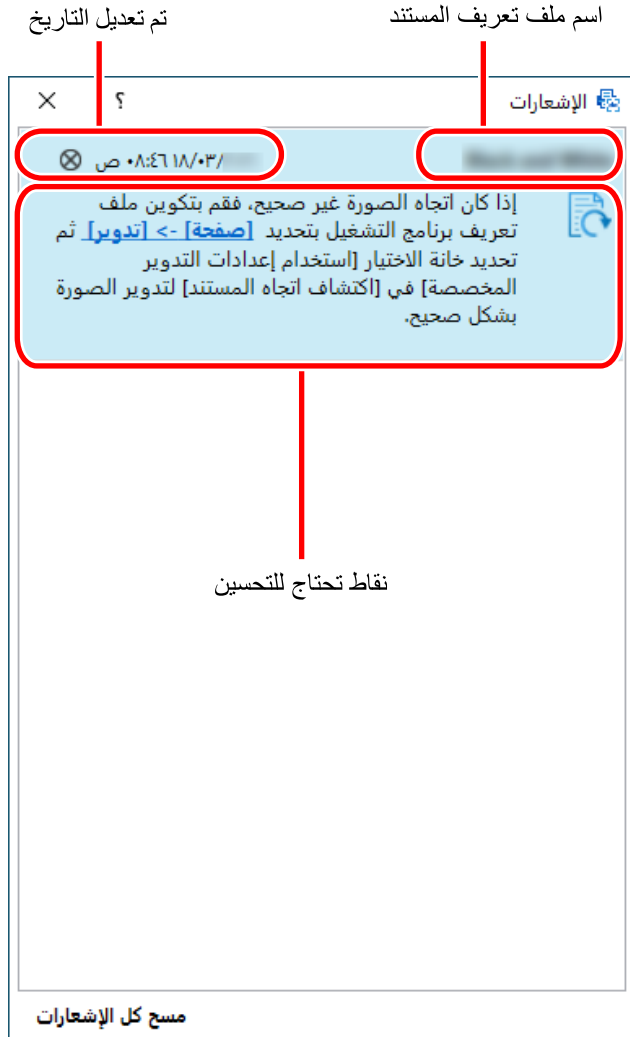 اسم ملف تعريف المستند
تم تعديل التاريخ
الإشعارات
؟
/٠٣/١٨ ٠٨:٤٦ ص
إذا كان اتجاه الصورة غير صحيح، فقم بتكوين ملف
تعريف برنامج التشغيل بتحديد [صفحة] -> [تدوير] ثم
تحديد خانة الاختيار [استخدام إعدادات التدوير
المخصصة] في [اكتشاف اتجاه المستند] لتدوير الصورة
بشكل صحيح.
نقاط تحتاج للتحسين
مسح كل الإشعارات